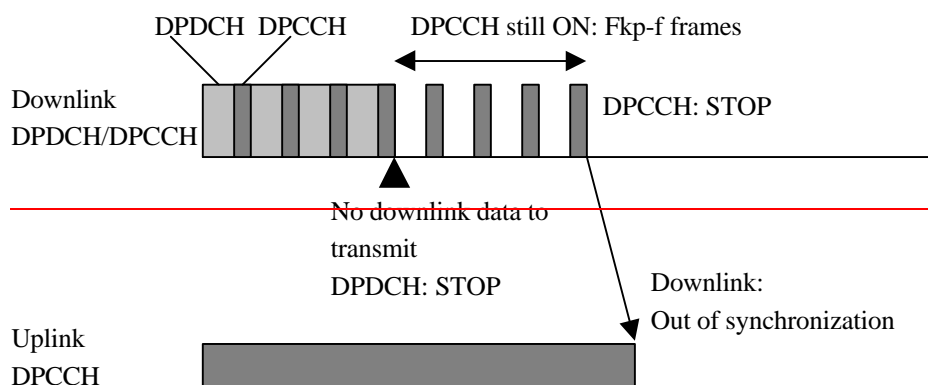 DPDCH DPCCH
DPCCH still ON: Fkp-f frames
Downlink
DPDCH/DPCCH
DPCCH: STOP
No downlink data to
transmit
DPDCH: STOP
Downlink:
Out of synchronization
Uplink
DPCCH